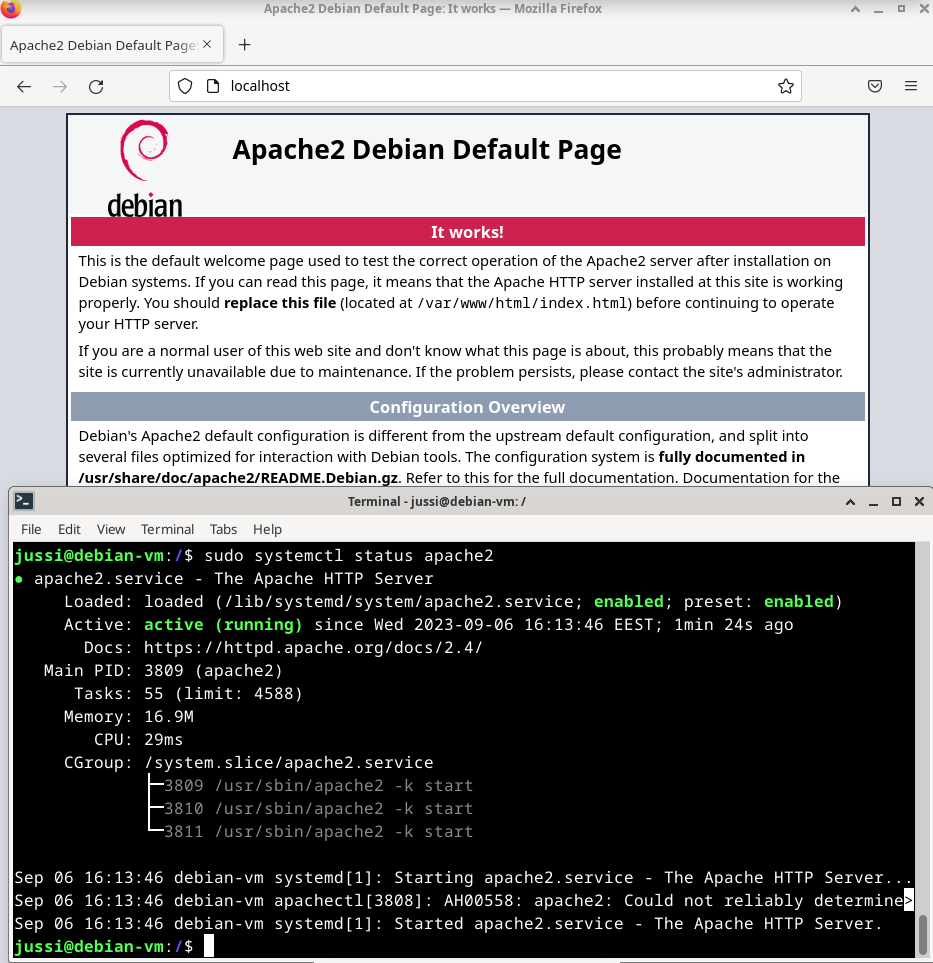 Apache2 Debian Default Page: It works — Mozilla Firefox
Apache2 Debian Default Page:
localhost
debian
Apache2 Debian Default Page
It works!
This is the default welcome page used to test the correct operation of the Apache2 server after installation on
Debian systems. If you can read this page, it means that the Apache HTTP server installed at this site is working
properly. You should replace this file (located at /var/www/html/index.html) before continuing to operate
your HTTP server.
If you are a normal user of this web site and don't know what this page is about, this probably means that the
site is currently unavailable due to maintenance. If the problem persists, please contact the site's administrator.
Configuration Overview
Debian's Apache2 default configuration is different from the upstream default configuration, and split into
several files optimized for interaction with Debian tools. The configuration system is fully documented in
/usr/share/doc/apache2/README.Debian.gz. Refer to this for the full documentation. Documentation for the
Terminal - jussi@debian-vm: /
File Edit View Terminal Tabs Help
jussi@debian-vm:/$ sudo systemctl status apache2
● apache2.service - The Apache HTTP Server
Loaded: loaded (/lib/systemd/system/apache2.service; enabled; preset: enabled)
Active: active (running) since Wed 2023-09-06 16:13:46 EEST; 1min 24s ago
Docs: https://httpd.apache.org/docs/2.4/
Main PID: 3809 (apache2)
Tasks: 55 (limit: 4588)
Memory: 16.9M
CPU: 29ms
CGroup: /system.slice/apache2.service
├─3809 /usr/sbin/apache2 -k start
├─3810 /usr/sbin/apache2 -k start
└─3811 /usr/sbin/apache2 -k start
Sep 06 16:13:46 debian-vm systemd[1]: Starting apache2.service - The Apache HTTP Server...
Sep 06 16:13:46 debian-vm apachectl[3808]: AH00558: apache2: Could not reliably determine>
Sep 06 16:13:46 debian-vm systemd[1]: Started apache2.service - The Apache HTTP Server.
jussi@debian-vm:/$